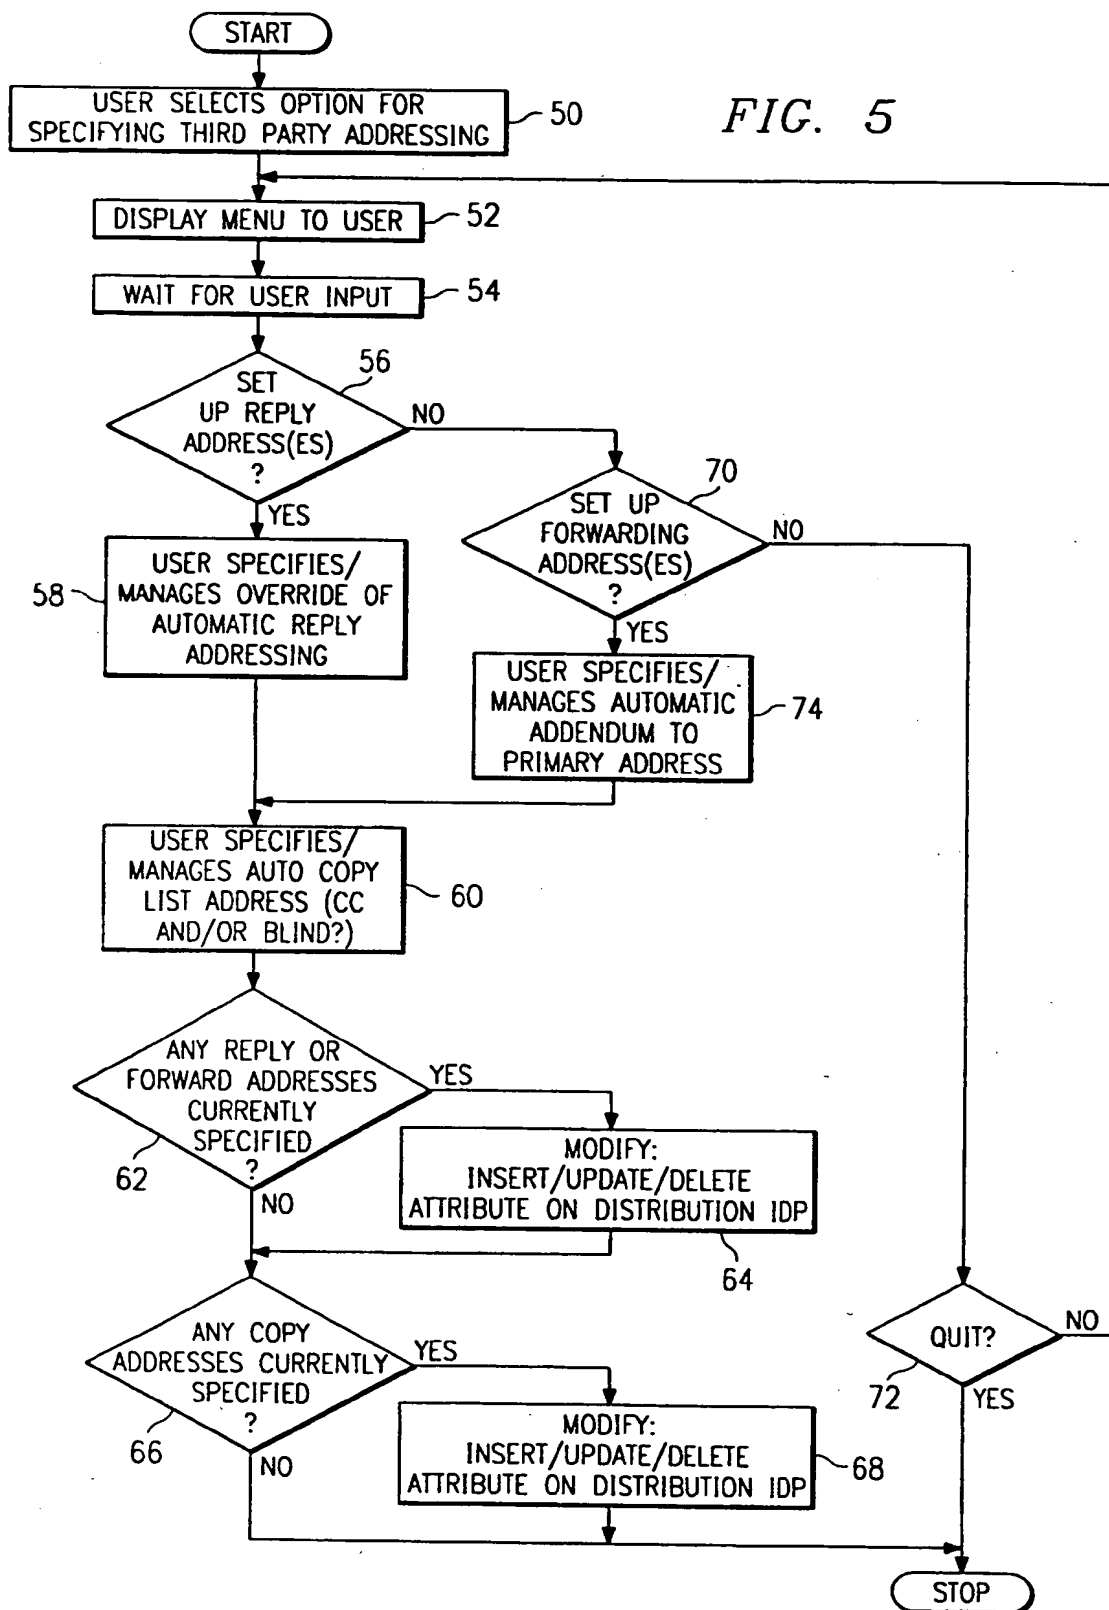 START
USER SELECTS OPTION FOR
SPECIFYING THIRD PARTY ADDRESSING
50
FIG. 5
DISPLAY MENU TO USER
52
WAIT FOR USER INPUT
54
56
SET
UP REPLY
ADDRESS(ES)
?
NO
YES
70
SET UP
FORWARDING
ADDRESS(ES)
?
NO
YES
58
USER SPECIFIES/
MANAGES OVERRIDE OF
AUTOMATIC REPLY
ADDRESSING
USER SPECIFIES/
MANAGES AUTOMATIC
ADDENDUM TO
PRIMARY ADDRESS
74
USER SPECIFIES/
MANAGES AUTO COPY
LIST ADDRESS (CC
AND/OR BLIND?)
60
ANY REPLY OR
FORWARD ADDRESSES
CURRENTLY
SPECIFIED
?
YES
62
NO
MODIFY:
INSERT/UPDATE/DELETE
ATTRIBUTE ON DISTRIBUTION IDP
64
ANY COPY
ADDRESSES CURRENTLY
SPECIFIED
?
YES
66
NO
MODIFY:
INSERT/UPDATE/DELETE
ATTRIBUTE ON DISTRIBUTION IDP
68
QUIT?
NO
72
YES
STOP